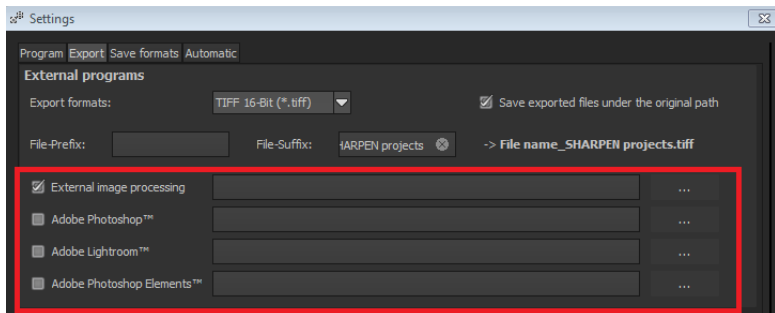 Settings
Program Export Save formats Automatic
External programs
Export formats: TIFF 16-Bit (*.tiff) Save exported files under the original path
File-Prefix: File-Suffix: HARPEN projects -> File name_SHARPEN projects.tiff
External image processing ...
Adobe Photoshop™ ...
Adobe Lightroom™ ...
Adobe Photoshop Elements™ ...